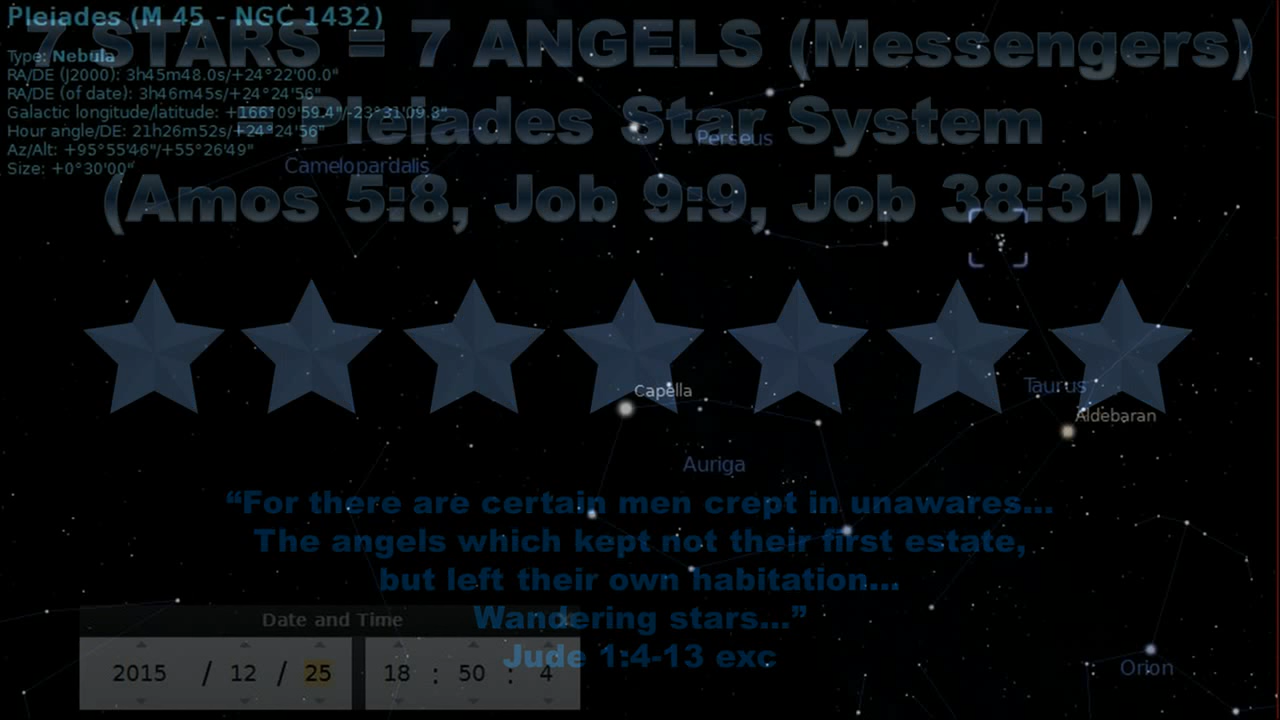 Pleiades (M 45 - NGC 1432)
7 STARS = 7 ANGELS (Messengers)
Type: Nebula
RA/DE (J2000): 3h45m48.0s/+24°22'00.0"
RA/DE (of date): 3h46m45s/+24°24'56"
Galactic longitude/latitude: +166°09'59.4"/-23°31'09.8"
Hour angle/DE: 21h26m52s/+24°24'56"
Az/Alt: +95°55'46"/+55°26'49"
Size: +0°30'00"
= Pleiades Star System
Perseus
Camelopardalis
(Amos 5:8, Job 9:9, Job 38:31)
Taurus
Capella
Aldebaran
Auriga
“For there are certain men crept in unawares...
The angels which kept not their first estate,
but left their own habitation...
Wandering stars...”
Jude 1:4-13 exc
Date and Time
2015 / 12 / 25 18 : 50 : 4
Orion